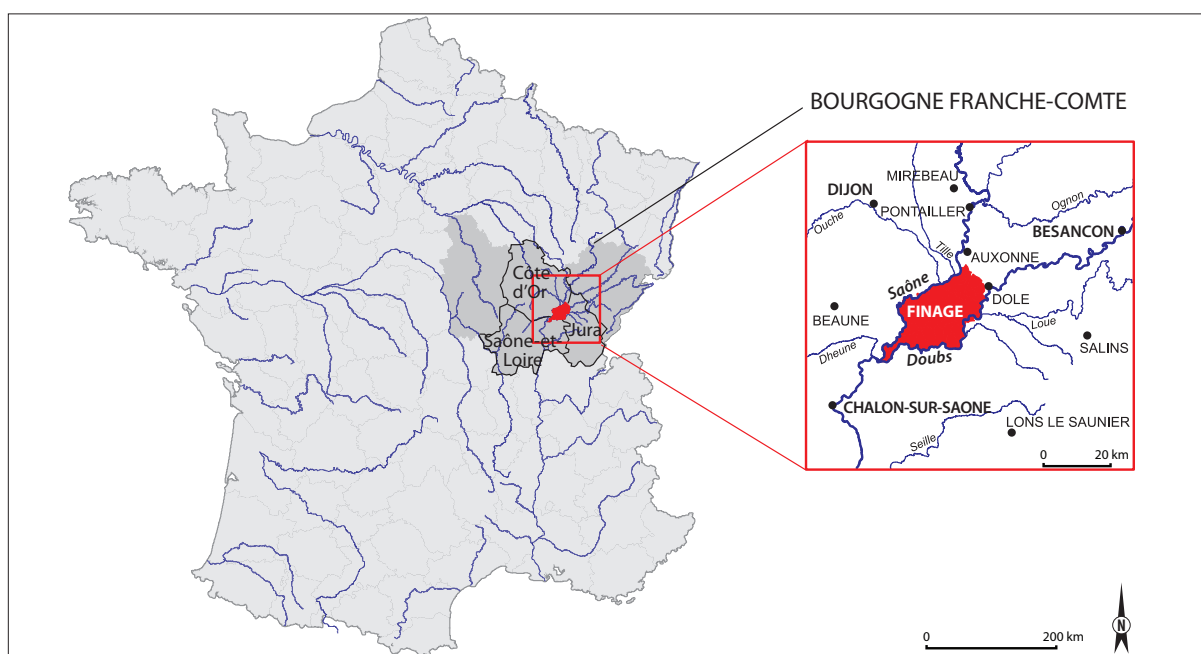 BOURGOGNE FRANCHE-COMTE
Côte
d'Or
Saône-et-
Loire
Jura
MIREBEAU
DIJON
PONTAILLER
Ognon
Ouche
BESANCON
Tille
AUXONNE
Saône
DOLE
FINAGE
BEAUNE
Loue
SALINS
Dheune
Doubs
CHALON-SUR-SAONE
LONS LE SAUNIER
Seille
0 20 km
0 200 km
N